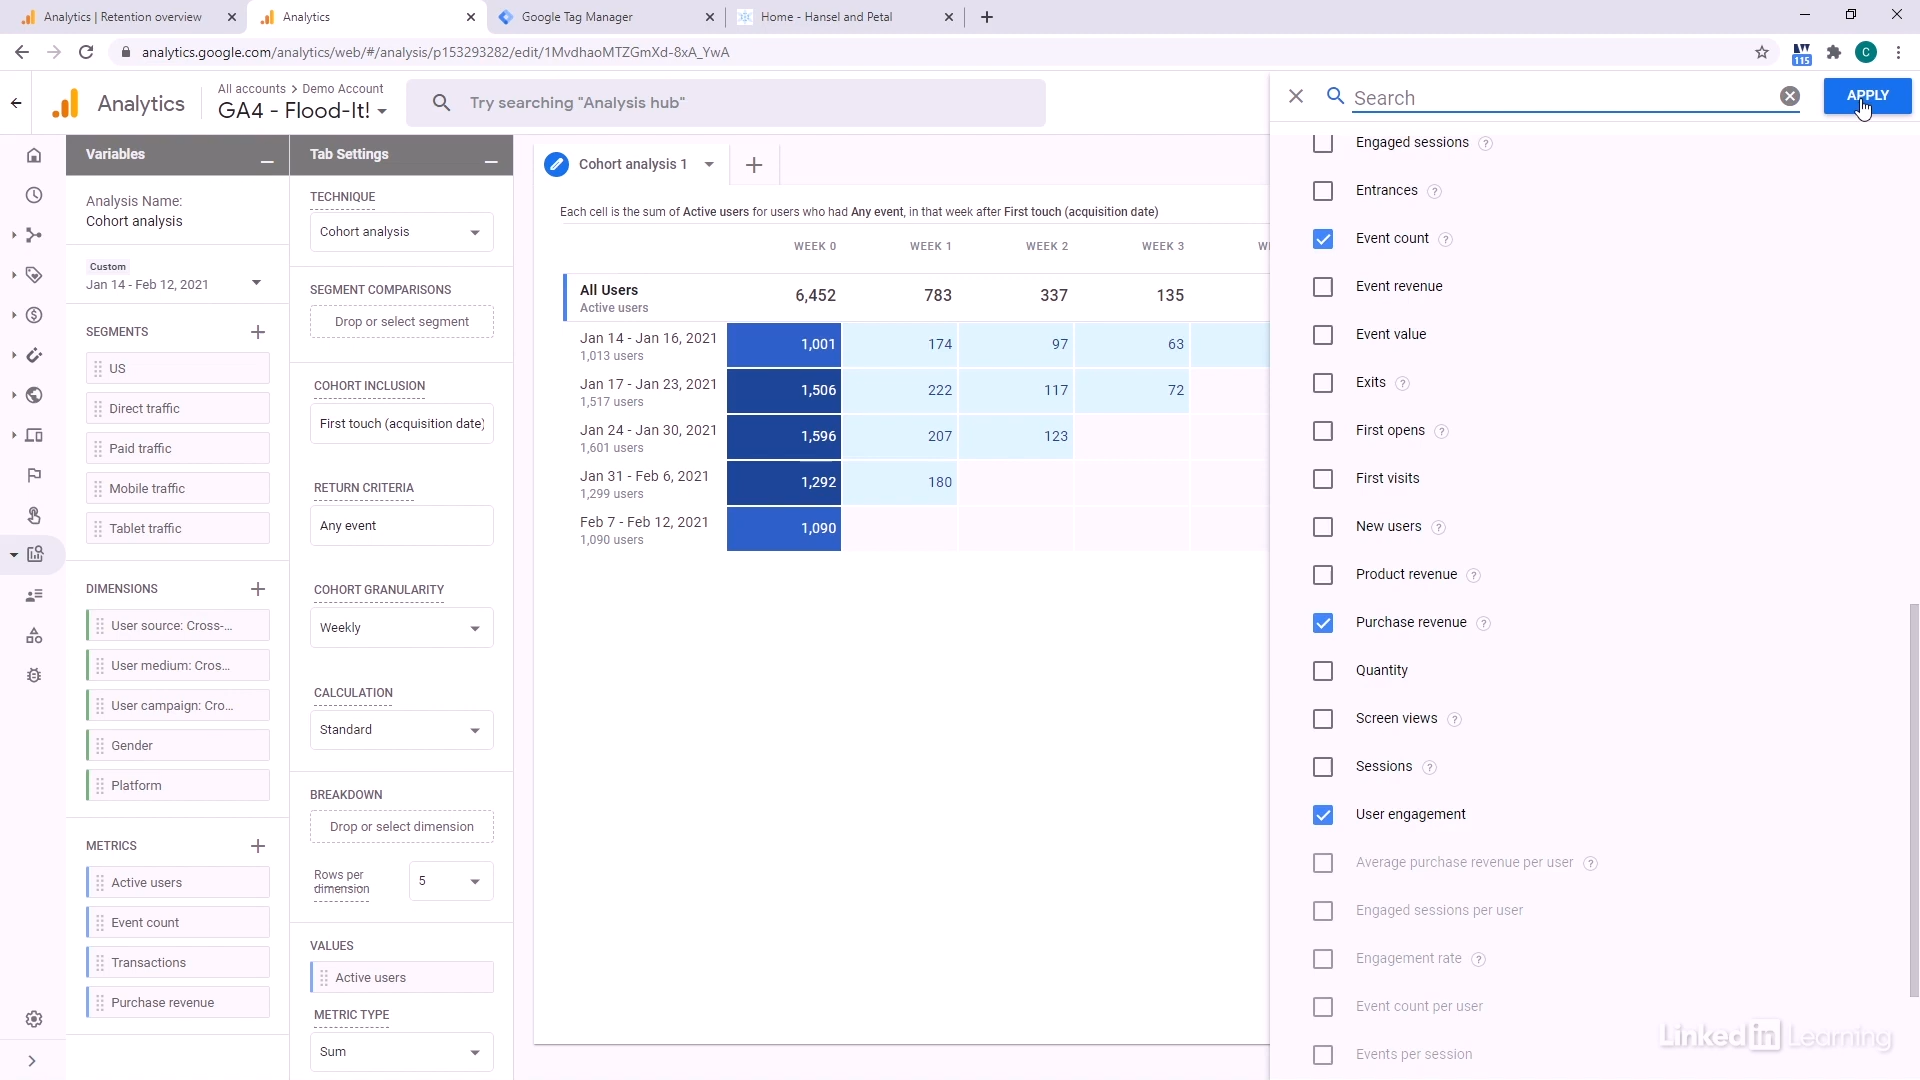 Analytics | Retention overview
Analytics
Google Tag Manager
Home - Hansel and Petal
analytics.google.com/analytics/web/#/analysis/p153293282/edit/1MvdhaoMTZGmXd-8xA_YwA
115
C
Analytics
All accounts > Demo Account
GA4 - Flood-It!
Try searching "Analysis hub"
Search
APPLY
Variables
Analysis Name:
Cohort analysis
Custom
Jan 14 - Feb 12, 2021
SEGMENTS
US
Direct traffic
Paid traffic
Mobile traffic
Tablet traffic
DIMENSIONS
User source: Cross-...
User medium: Cros...
User campaign: Cro...
Gender
Platform
METRICS
Active users
Event count
Transactions
Purchase revenue
Tab Settings
TECHNIQUE
Cohort analysis
SEGMENT COMPARISONS
Drop or select segment
COHORT INCLUSION
First touch (acquisition date)
RETURN CRITERIA
Any event
COHORT GRANULARITY
Weekly
CALCULATION
Standard
BREAKDOWN
Drop or select dimension
Rows per
dimension
5
VALUES
Active users
METRIC TYPE
Sum
Cohort analysis 1
Each cell is the sum of Active users for users who had Any event, in that week after First touch (acquisition date)
WEEK 0 WEEK 1 WEEK 2 WEEK 3
All Users 6,452 783 337 135
Active users
Jan 14 - Jan 16, 2021 1,001 174 97 63
1,013 users
Jan 17 - Jan 23, 2021 1,506 222 117 72
1,517 users
Jan 24 - Jan 30, 2021 1,596 207 123
1,601 users
Jan 31 - Feb 6, 2021 1,292 180
1,299 users
Feb 7 - Feb 12, 2021 1,090
1,090 users
Engaged sessions
Entrances
Event count
Event revenue
Event value
Exits
First opens
First visits
New users
Product revenue
Purchase revenue
Quantity
Screen views
Sessions
User engagement
Average purchase revenue per user
Engaged sessions per user
Engagement rate
Event count per user
Events per session
LinkedIn Learning